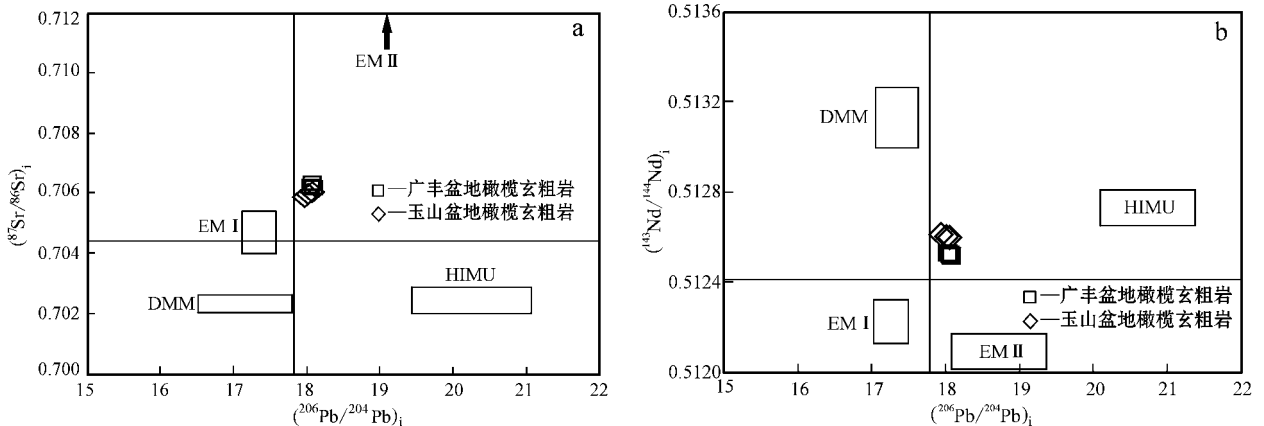 a
0.712
0.710
0.708
0.706
0.704
0.702
0.700
(⁸⁷Sr/⁸⁶Sr)ᵢ
EM Ⅱ
□—广丰盆地橄榄玄粗岩
◇—玉山盆地橄榄玄粗岩
EM Ⅰ
HIMU
DMM
15 16 17 18 19 20 21 22
(²⁰⁶Pb/²⁰⁴Pb)ᵢ
b
0.5136
0.5132
0.5128
0.5124
0.5120
(¹⁴³Nd/¹⁴⁴Nd)ᵢ
DMM
HIMU
□—广丰盆地橄榄玄粗岩
◇—玉山盆地橄榄玄粗岩
EM Ⅰ
EM Ⅱ
15 16 17 18 19 20 21 22
(²⁰⁶Pb/²⁰⁴Pb)ᵢ